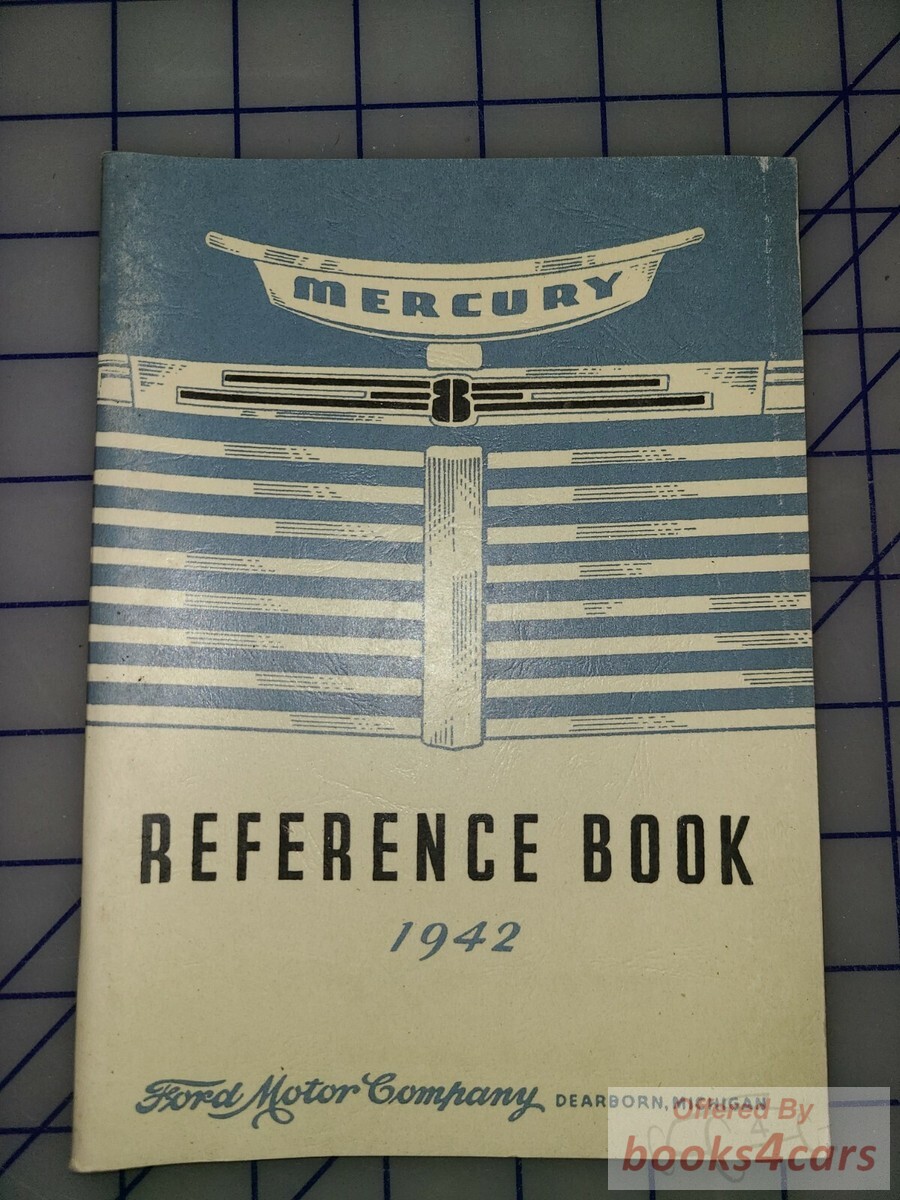 MERCURY
8
REFERENCE BOOK
1942
Ford Motor Company DEARBORN, MICHIGAN
Offered By
books4cars